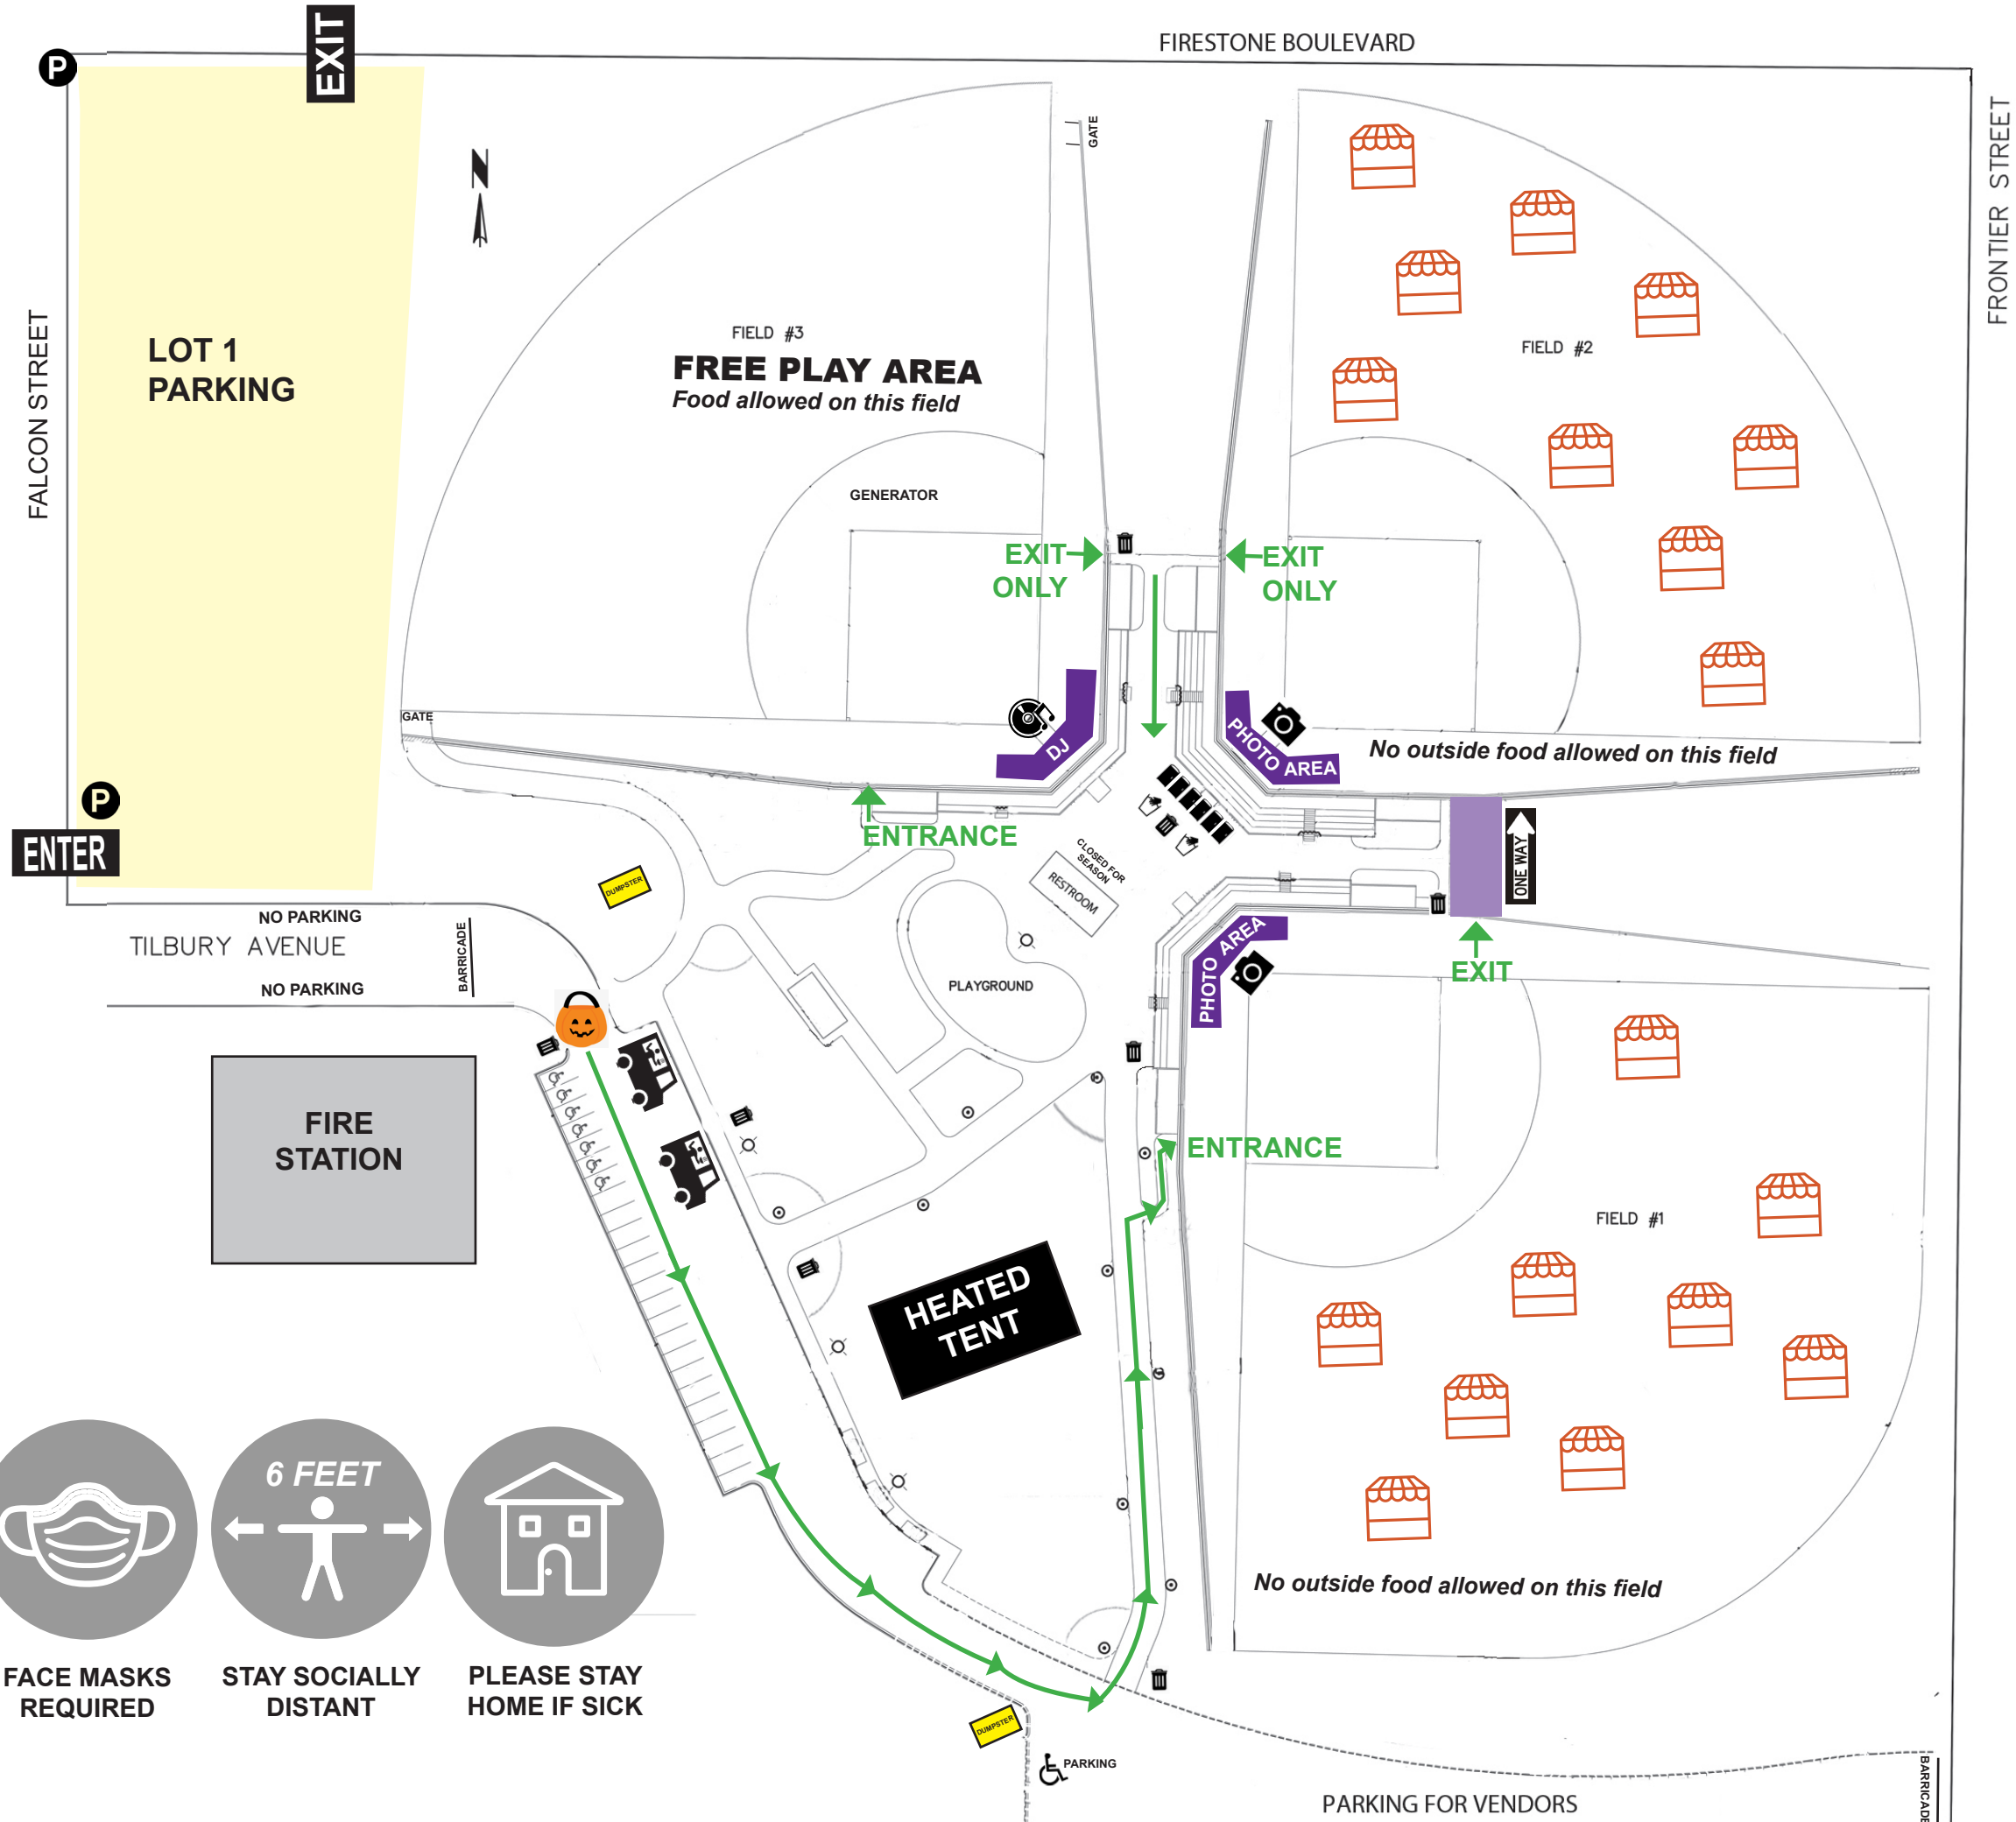 FIRESTONE BOULEVARD
EXIT
P
FRONTIER STREET
FALCON STREET
N
GATE
LOT 1
PARKING
FIELD #3
FREE PLAY AREA
Food allowed on this field
FIELD #2
GENERATOR
EXIT
ONLY
EXIT
ONLY
GATE
DJ
PHOTO AREA
No outside food allowed on this field
P
ENTER
ENTRANCE
ONE WAY
CLOSED FOR
SEASON
RESTROOM
DUMPSTER
NO PARKING
TILBURY AVENUE
BARRICADE
NO PARKING
PHOTO AREA
EXIT
PLAYGROUND
FIRE
STATION
ENTRANCE
FIELD #1
HEATED
TENT
6 FEET
No outside food allowed on this field
FACE MASKS
REQUIRED
STAY SOCIALLY
DISTANT
PLEASE STAY
HOME IF SICK
DUMPSTER
PARKING
PARKING FOR VENDORS
BARRICADE